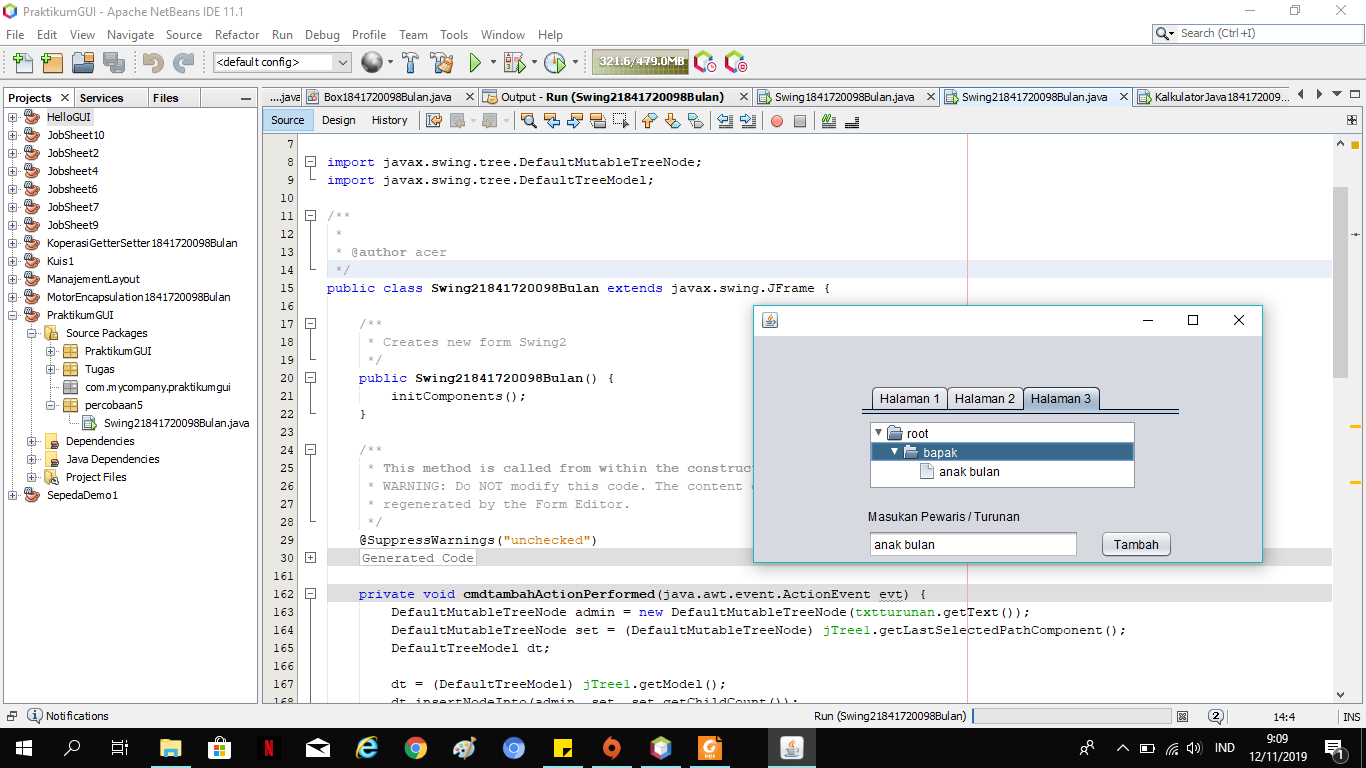 PraktikumGUI - Apache NetBeans IDE 11.1
File Edit View Navigate Source Refactor Run Debug Profile Team Tools Window Help
Search (Ctrl+I)
<default config>
321.6/479.0MB
Projects Services Files
....java Box1841720098Bulan.java Output - Run (Swing21841720098Bulan) Swing1841720098Bulan.java Swing21841720098Bulan.java KalkulatorJava184172009...
Source Design History
HelloGUI
JobSheet10
JobSheet2
Jobsheet4
Jobsheet6
JobSheet7
JobSheet9
KoperasiGetterSetter1841720098Bulan
Kuis1
ManajementLayout
MotorEncapsulation1841720098Bulan
PraktikumGUI
Source Packages
PraktikumGUI
Tugas
com.mycompany.praktikumgui
percobaan5
Swing21841720098Bulan.java
Dependencies
Java Dependencies
Project Files
SepedaDemo1
7
8 import javax.swing.tree.DefaultMutableTreeNode;
9 import javax.swing.tree.DefaultTreeModel;
10
11 /**
12 *
13 * @author acer
14 */
15 public class Swing21841720098Bulan extends javax.swing.JFrame {
16
17 /**
18 * Creates new form Swing2
19 */
20 public Swing21841720098Bulan() {
21 initComponents();
22 }
23
24 /**
25 * This method is called from within the construc
26 * WARNING: Do NOT modify this code. The content
27 * regenerated by the Form Editor.
28 */
29 @SuppressWarnings("unchecked")
30 Generated Code
161
162 private void cmdtambahActionPerformed(java.awt.event.ActionEvent evt) {
163 DefaultMutableTreeNode admin = new DefaultMutableTreeNode(txtturunan.getText());
164 DefaultMutableTreeNode set = (DefaultMutableTreeNode) jTree1.getLastSelectedPathComponent();
165 DefaultTreeModel dt;
166
167 dt = (DefaultTreeModel) jTree1.getModel();
168 dt.insertNodeInto(admin, set, set.getChildCount());
Halaman 1 Halaman 2 Halaman 3
root
bapak
anak bulan
Masukan Pewaris / Turunan
anak bulan Tambah
Notifications
Run (Swing21841720098Bulan)
2
14:4
INS
IND
9:09
12/11/2019
1